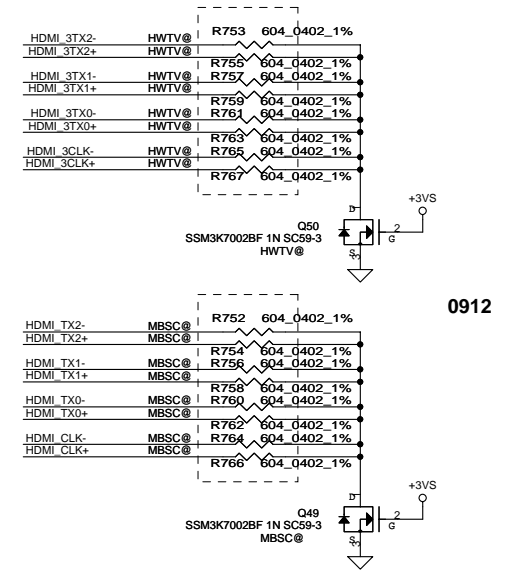 R753 604_0402_1%
HDMI_3TX2- HWTV@
HDMI_3TX2+ HWTV@
R755 604_0402_1%
HDMI_3TX1- HWTV@ R757 604_0402_1%
HDMI_3TX1+ HWTV@
R759 604_0402_1%
HDMI_3TX0- HWTV@ R761 604_0402_1%
HDMI_3TX0+ HWTV@
R763 604_0402_1%
HDMI_3CLK- HWTV@ R765 604_0402_1%
HDMI_3CLK+ HWTV@
R767 604_0402_1%
+3VS
D
Q50
2
G
SSM3K7002BF 1N SC59-3
HWTV@
S
3
0912
R752 604_0402_1%
HDMI_TX2- MBSC@
HDMI_TX2+ MBSC@
R754 604_0402_1%
HDMI_TX1- MBSC@ R756 604_0402_1%
HDMI_TX1+ MBSC@
R758 604_0402_1%
HDMI_TX0- MBSC@ R760 604_0402_1%
HDMI_TX0+ MBSC@
R762 604_0402_1%
HDMI_CLK- MBSC@ R764 604_0402_1%
HDMI_CLK+ MBSC@
R766 604_0402_1%
+3VS
D
Q49
2
G
SSM3K7002BF 1N SC59-3
MBSC@
S
3